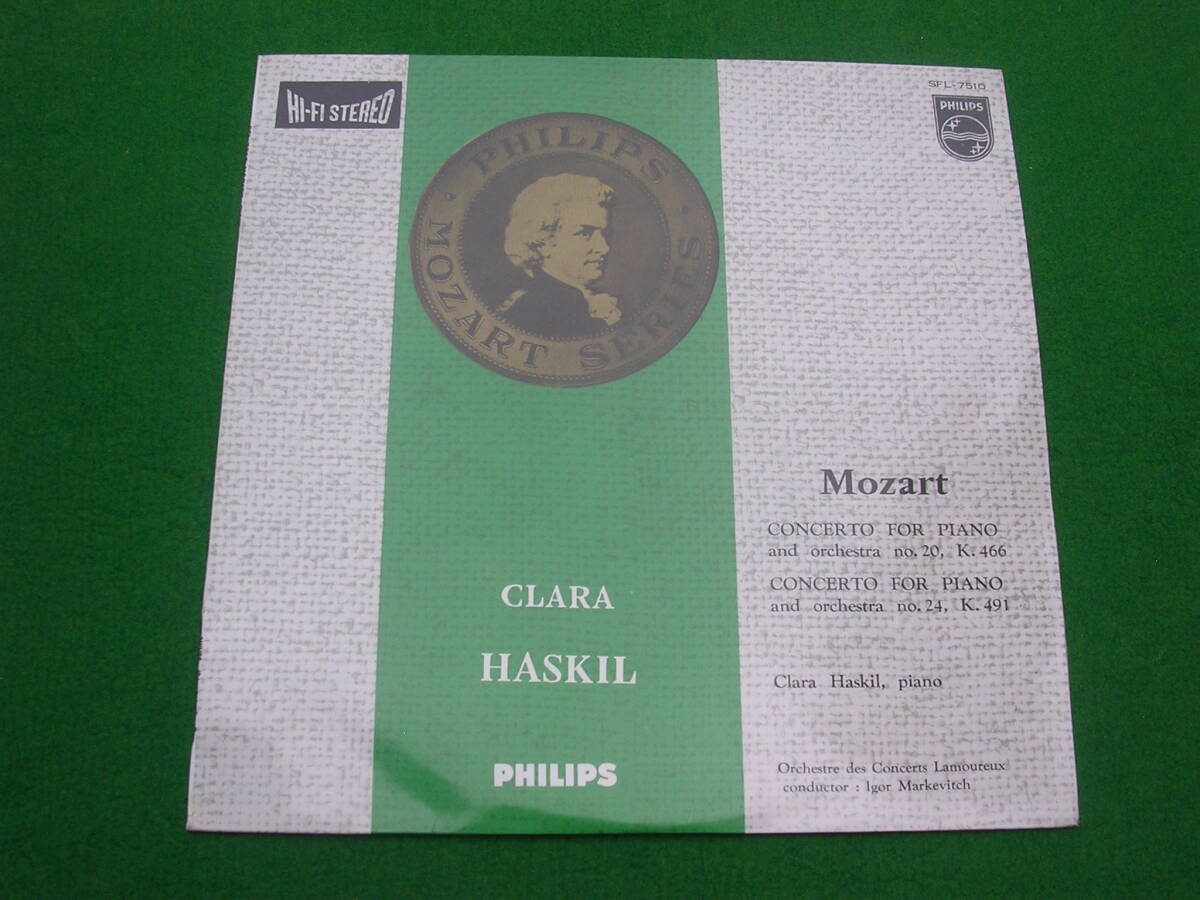 HI-FI STEREO
SFL-7510
PHILIPS
PHILIPS
MOZART SERIES
Mozart
CONCERTO FOR PIANO
and orchestra no. 20, K. 466
CONCERTO FOR PIANO
and orchestra no. 24, K. 491
CLARA
HASKIL
Clara Haskil, piano
PHILIPS
Orchestre des Concerts Lamoureux
conductor : Igor Markevitch